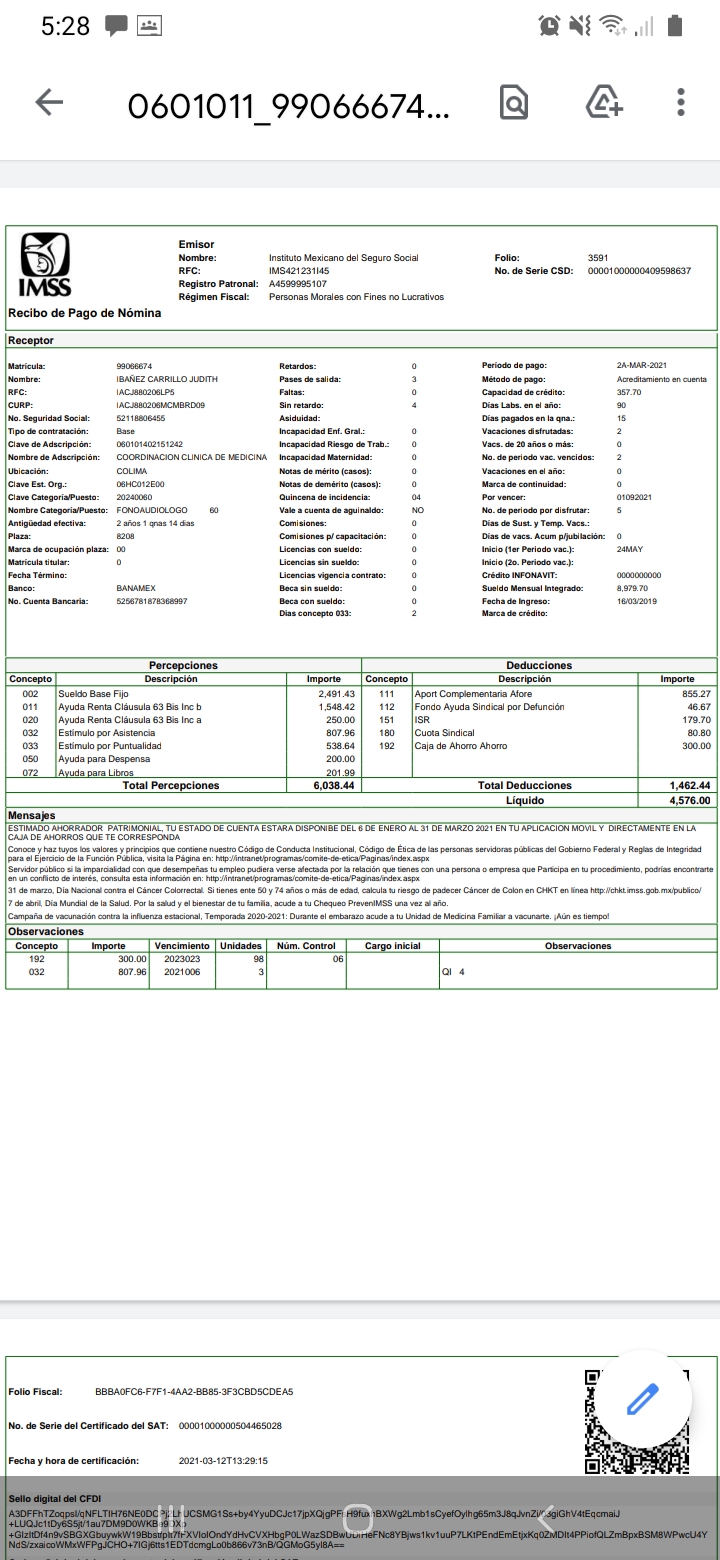 5:28
0601011_99066674...
IMSS
Recibo de Pago de Nómina
Emisor
Nombre: Instituto Mexicano del Seguro Social Folio: 3591
RFC: IMS421231I45 No. de Serie CSD: 00001000000409598637
Registro Patronal: A4599995107
Régimen Fiscal: Personas Morales con Fines no Lucrativos
Receptor
Matrícula: 99066674 Retardos: 0 Período de pago: 2A-MAR-2021
Nombre: IBAÑEZ CARRILLO JUDITH Pases de salida: 3 Método de pago: Acreditamiento en cuenta
RFC: IACJ880206LP5 Faltas: 0 Capacidad de crédito: 357.70
CURP: IACJ880206MCMBRD09 Sin retardo: 4 Días Labs. en el año: 90
No. Seguridad Social: 52118806455 Asiduidad: Días pagados en la qna.: 15
Tipo de contratación: Base Incapacidad Enf. Gral.: 0 Vacaciones disfrutadas: 2
Clave de Adscripción: 060101402151242 Incapacidad Riesgo de Trab.: 0 Vacs. de 20 años o más: 0
Nombre de Adscripción: COORDINACION CLINICA DE MEDICINA Incapacidad Maternidad: 0 No. de periodo vac. vencidos: 2
Ubicación: COLIMA Notas de mérito (casos): 0 Vacaciones en el año: 0
Clave Est. Org.: 06HC012E00 Notas de demérito (casos): 0 Marca de continuidad: 0
Clave Categoría/Puesto: 20240060 Quincena de incidencia: 04 Por vencer: 01092021
Nombre Categoría/Puesto: FONOAUDIOLOGO 60 Vale a cuenta de aguinaldo: NO No. de periodo por disfrutar: 5
Antigüedad efectiva: 2 años 1 qnas 14 dias Comisiones: 0 Días de Sust. y Temp. Vacs.:
Plaza: 8208 Comisiones p/ capacitación: 0 Días de vacs. Acum p/jubilación: 0
Marca de ocupación plaza: 00 Licencias con sueldo: 0 Inicio (1er Periodo vac.): 24MAY
Matrícula titular: 0 Licencias sin sueldo: 0 Inicio (2o. Periodo vac.):
Fecha Término: Licencias vigencia contrato: 0 Crédito INFONAVIT: 0000000000
Banco: BANAMEX Beca sin sueldo: 0 Sueldo Mensual Integrado: 8,979.70
No. Cuenta Bancaria: 5256781878368997 Beca con sueldo: 0 Fecha de Ingreso: 16/03/2019
Dias concepto 033: 2 Marca de crédito:
Percepciones Deducciones
Concepto Descripción Importe Concepto Descripción Importe
002 Sueldo Base Fijo 2,491.43 111 Aport Complementaria Afore 855.27
011 Ayuda Renta Cláusula 63 Bis Inc b 1,548.42 112 Fondo Ayuda Sindical por Defunción 46.67
020 Ayuda Renta Cláusula 63 Bis Inc a 250.00 151 ISR 179.70
032 Estímulo por Asistencia 807.96 180 Cuota Sindical 80.80
033 Estímulo por Puntualidad 538.64 192 Caja de Ahorro Ahorro 300.00
050 Ayuda para Despensa 200.00
072 Ayuda para Libros 201.99
Total Percepciones 6,038.44 Total Deducciones 1,462.44
Líquido 4,576.00
Mensajes
ESTIMADO AHORRADOR PATRIMONIAL, TU ESTADO DE CUENTA ESTARA DISPONIBE DEL 6 DE ENERO AL 31 DE MARZO 2021 EN TU APLICACION MOVIL Y DIRECTAMENTE EN LA
CAJA DE AHORROS QUE TE CORRESPONDA
Conoce y haz tuyos los valores y principios que contiene nuestro Código de Conducta Institucional, Código de Ética de las personas servidoras públicas del Gobierno Federal y Reglas de Integridad
para el Ejercicio de la Función Pública, visita la Página en: http://intranet/programas/comite-de-etica/Paginas/index.aspx
Servidor público si la imparcialidad con que desempeñas tu empleo pudiera verse afectada por la relación que tienes con una persona o empresa que Participa en tu procedimiento, podrías encontrarte
en un conflicto de interés, consulta esta información en: http://intranet/programas/comite-de-etica/Paginas/index.aspx
31 de marzo, Día Nacional contra el Cáncer Colorrectal. Si tienes ente 50 y 74 años o más de edad, calcula tu riesgo de padecer Cáncer de Colon en CHKT en línea http://chkt.imss.gob.mx/publico/
7 de abril, Día Mundial de la Salud. Por la salud y el bienestar de tu familia, acude a tu Chequeo PrevenIMSS una vez al año.
Campaña de vacunación contra la influenza estacional, Temporada 2020-2021: Durante el embarazo acude a tu Unidad de Medicina Familiar a vacunarte. ¡Aún es tiempo!
Observaciones
Concepto Importe Vencimiento Unidades Núm. Control Cargo inicial Observaciones
192 300.00 2023023 98 06
032 807.96 2021006 3 QI 4
Folio Fiscal: BBBA0FC6-F7F1-4AA2-BB85-3F3CBD5CDEA5
No. de Serie del Certificado del SAT: 00001000000504465028
Fecha y hora de certificación: 2021-03-12T13:29:15
Sello digital del CFDI